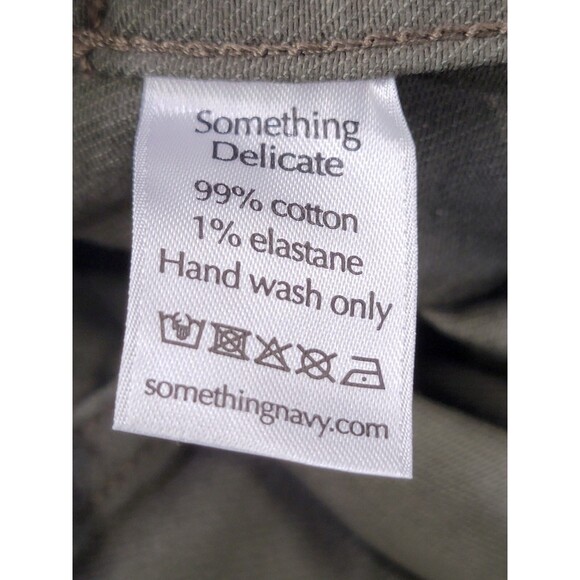 Something
Delicate
99% cotton
1% elastane
Hand wash only
somethingnavy.com